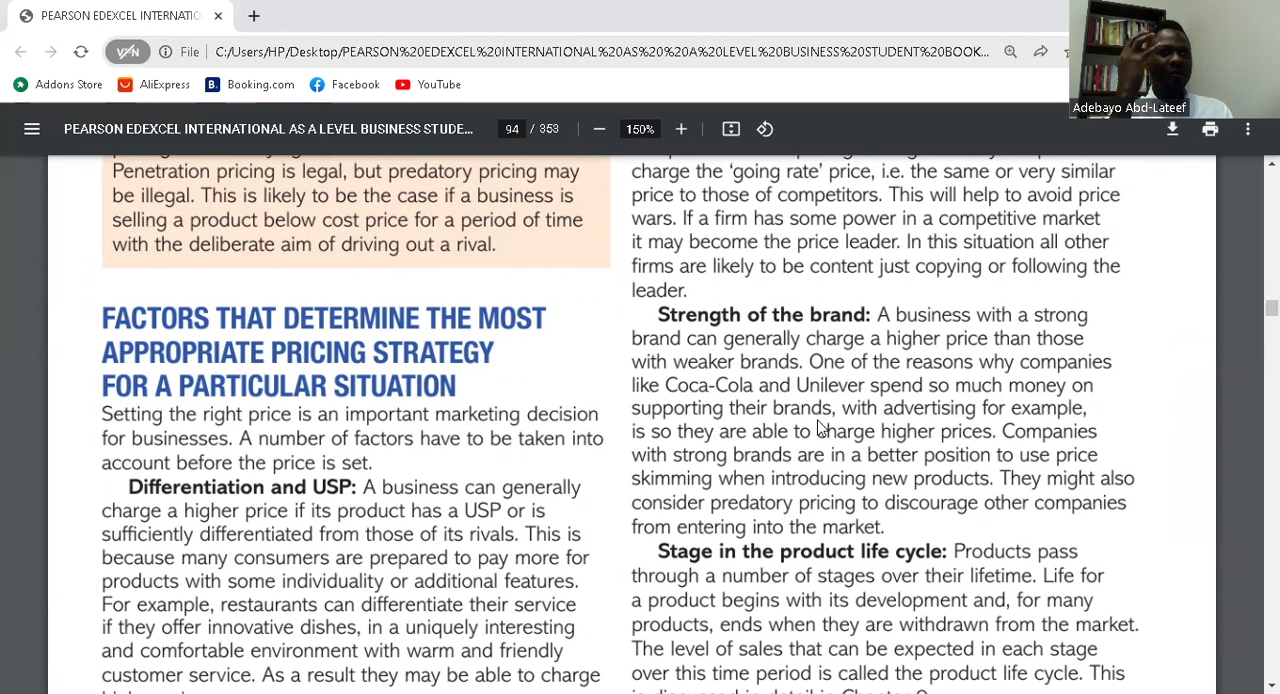 PEARSON EDEXCEL INTERNATIO
File
C:/Users/HP/Desktop/PEARSON%20EDEXCEL%20INTERNATIONAL%20AS%20%20A%20LEVEL%20BUSINESS%20STUDENT%20BOOK...
Adebayo Abd-Lateef
Addons Store
AliExpress
B.
Booking.com
Facebook
YouTube
PEARSON EDEXCEL INTERNATIONAL AS A LEVEL BUSINESS STUDE...
94 / 353
150%
Penetration pricing is legal, but predatory pricing may
be illegal. This is likely to be the case if a business is
selling a product below cost price for a period of time
with the deliberate aim of driving out a rival.
FACTORS THAT DETERMINE THE MOST
APPROPRIATE PRICING STRATEGY
FOR A PARTICULAR SITUATION
Setting the right price is an important marketing decision
for businesses. A number of factors have to be taken into
account before the price is set.
Differentiation and USP: A business can generally
charge a higher price if its product has a USP or is
sufficiently differentiated from those of its rivals. This is
because many consumers are prepared to pay more for
products with some individuality or additional features.
For example, restaurants can differentiate their service
if they offer innovative dishes, in a uniquely interesting
and comfortable environment with warm and friendly
customer service. As a result they may be able to charge
charge the ‘going rate’ price, i.e. the same or very similar
price to those of competitors. This will help to avoid price
wars. If a firm has some power in a competitive market
it may become the price leader. In this situation all other
firms are likely to be content just copying or following the
leader.
Strength of the brand: A business with a strong
brand can generally charge a higher price than those
with weaker brands. One of the reasons why companies
like Coca-Cola and Unilever spend so much money on
supporting their brands, with advertising for example,
is so they are able to charge higher prices. Companies
with strong brands are in a better position to use price
skimming when introducing new products. They might also
consider predatory pricing to discourage other companies
from entering into the market.
Stage in the product life cycle: Products pass
through a number of stages over their lifetime. Life for
a product begins with its development and, for many
products, ends when they are withdrawn from the market.
The level of sales that can be expected in each stage
over this time period is called the product life cycle. This